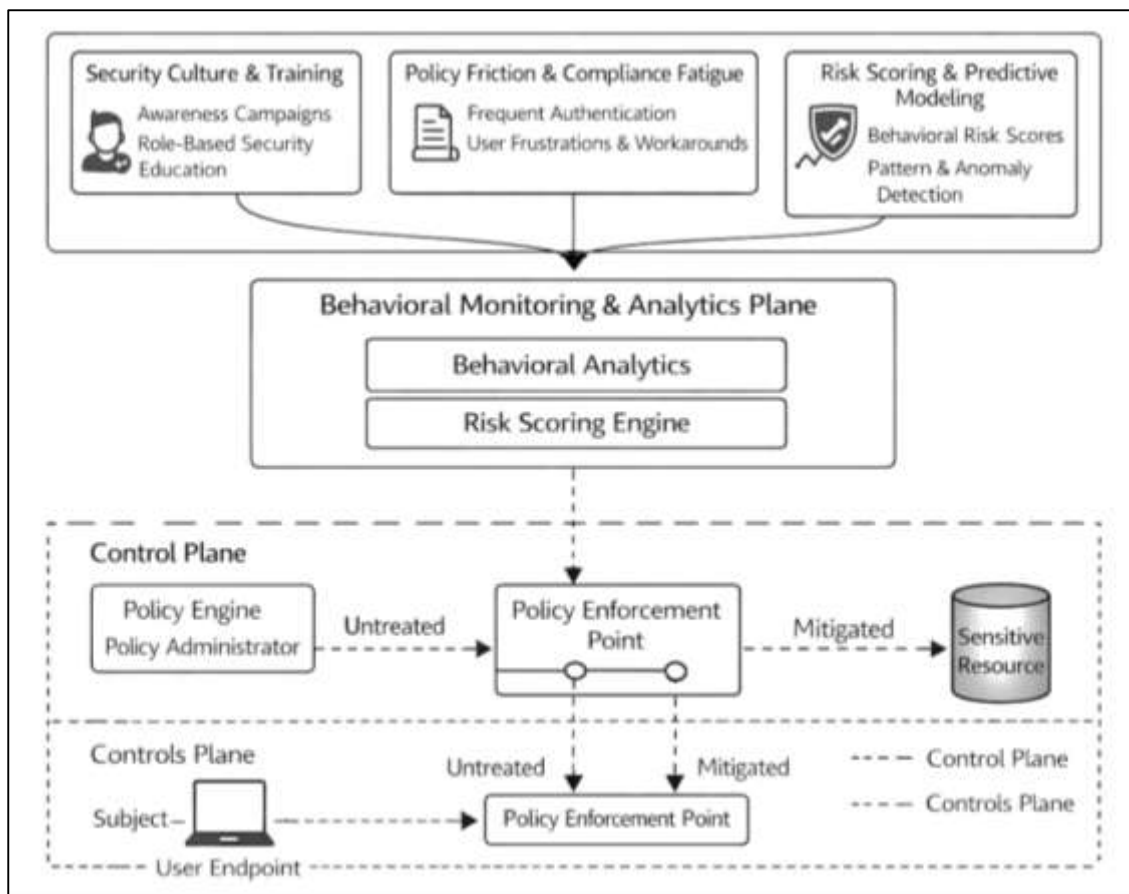 Security Culture & Training
Awareness Campaigns
Role-Based Security
Education
Policy Friction & Compliance Fatigue
Frequent Authentication
User Frustrations & Workarounds
Risk Scoring & Predictive
Modeling
Behavioral Risk Scores
Pattern & Anomaly
Detection
Behavioral Monitoring & Analytics Plane
Behavioral Analytics
Risk Scoring Engine
Control Plane
Policy Engine
Policy Administrator
Untreated
Policy Enforcement
Point
Mitigated
Sensitive
Resource
Controls Plane
Untreated
Mitigated
Control Plane
Controls Plane
Subject
Policy Enforcement Point
User Endpoint